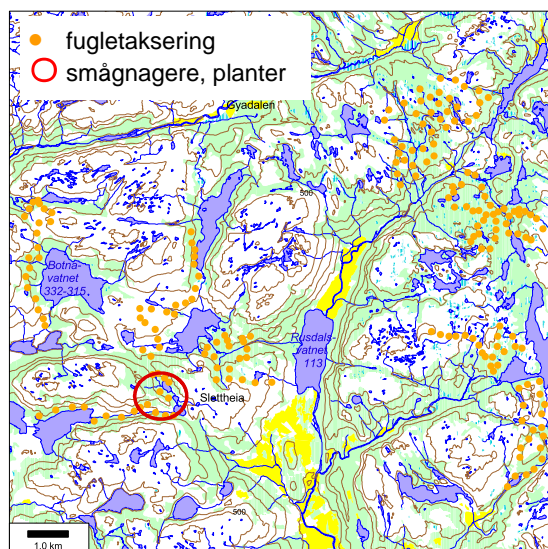 fugletaksering
smågnagere, planter
Gyadalen
500
Botna-
vatnet
332-315
Rusdals-
vatnet
113
Slettheia
500
1.0 km